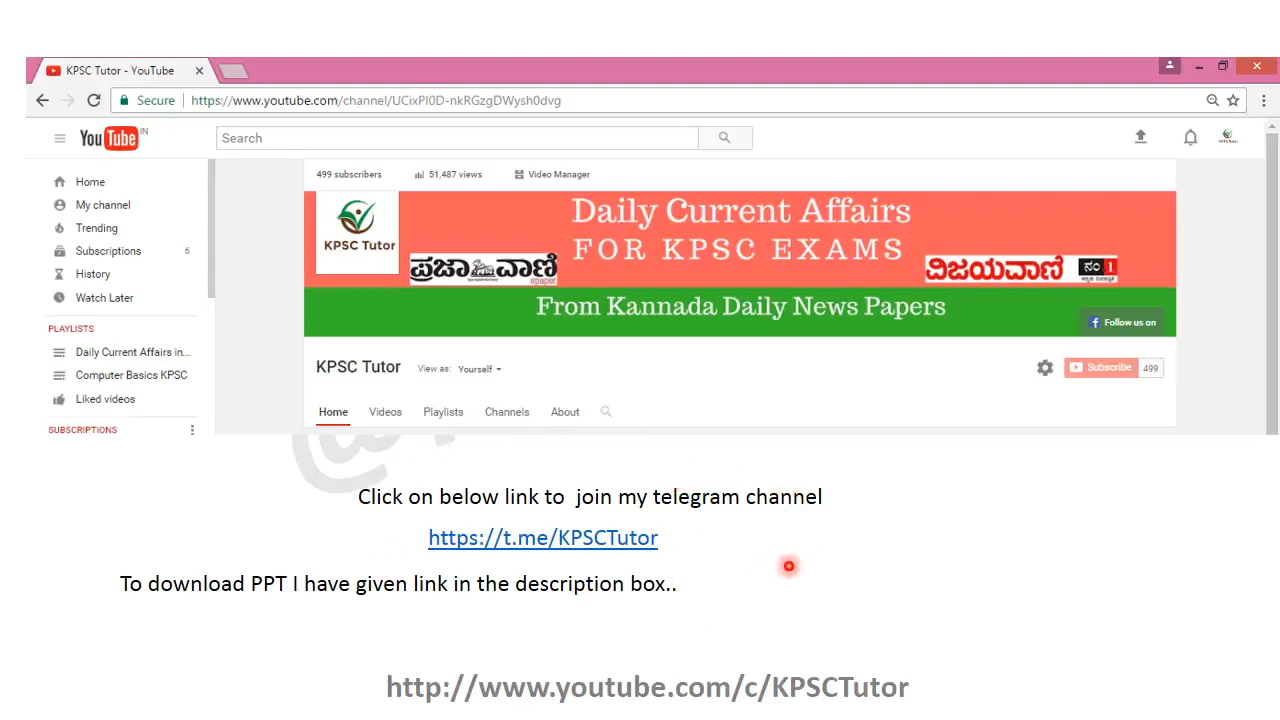 KPSC Tutor - YouTube
Secure https://www.youtube.com/channel/UCixPI0D-nkRGzgDWysh0dvg
YouTube IN
Search
499 subscribers 51,487 views Video Manager
Home
My channel
Trending
Subscriptions 6
History
Watch Later
PLAYLISTS
Daily Current Affairs in...
Computer Basics KPSC
Liked videos
SUBSCRIPTIONS
KPSC Tutor
Daily Current Affairs
FOR KPSC EXAMS
ಪ್ರಜಾವಾಣಿ
epaper
ವಿಜಯವಾಣಿ ನಂ 1
From Kannada Daily News Papers
Follow us on
KPSC Tutor View as: Yourself
Subscribe 499
Home Videos Playlists Channels About
Click on below link to join my telegram channel
https://t.me/KPSCTutor
To download PPT I have given link in the description box..
http://www.youtube.com/c/KPSCTutor